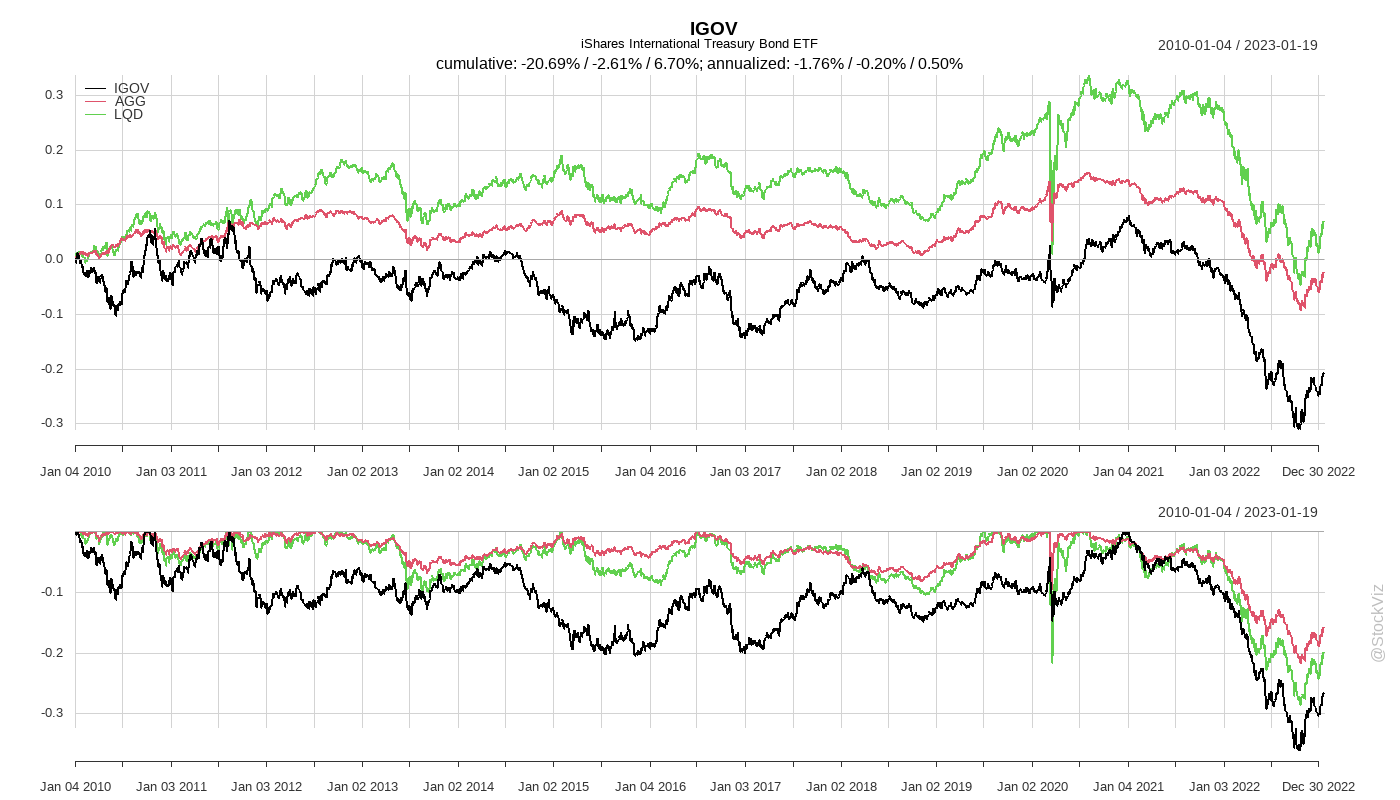 IGOV
iShares International Treasury Bond ETF
2010-01-04 / 2023-01-19
cumulative: -20.69% / -2.61% / 6.70%; annualized: -1.76% / -0.20% / 0.50%
IGOV
AGG
LQD
0.3
0.2
0.1
0.0
-0.1
-0.2
-0.3
Jan 04 2010 Jan 03 2011 Jan 03 2012 Jan 02 2013 Jan 02 2014 Jan 02 2015 Jan 04 2016 Jan 03 2017 Jan 02 2018 Jan 02 2019 Jan 02 2020 Jan 04 2021 Jan 03 2022 Dec 30 2022
2010-01-04 / 2023-01-19
-0.1
-0.2
-0.3
Jan 04 2010 Jan 03 2011 Jan 03 2012 Jan 02 2013 Jan 02 2014 Jan 02 2015 Jan 04 2016 Jan 03 2017 Jan 02 2018 Jan 02 2019 Jan 02 2020 Jan 04 2021 Jan 03 2022 Dec 30 2022
@StockViz